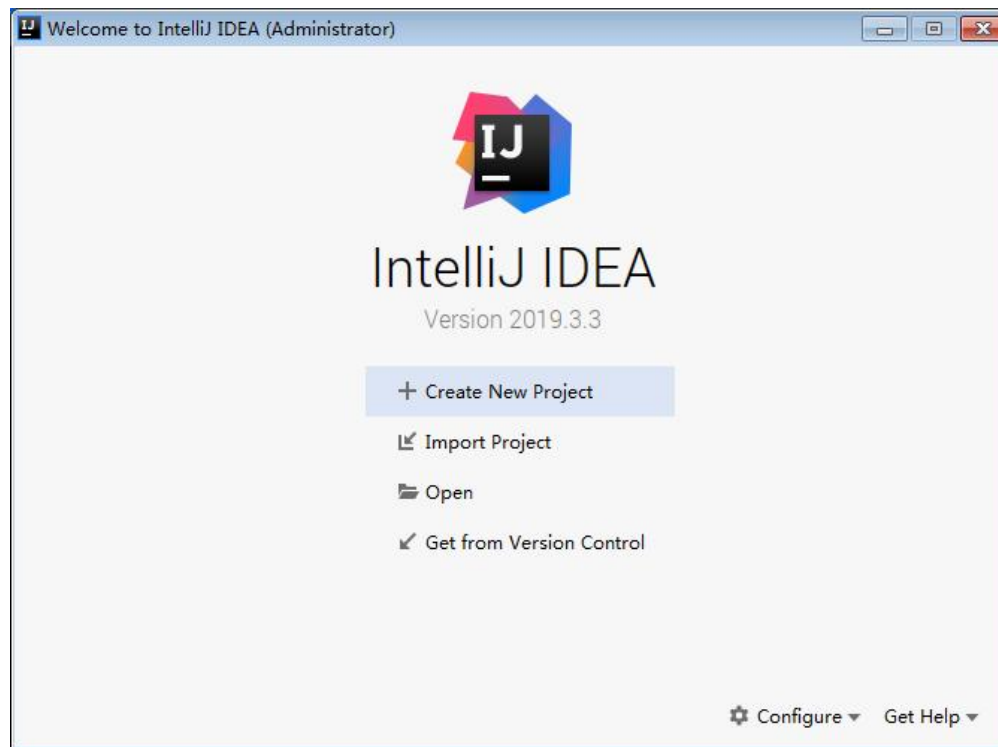 Welcome to IntelliJ IDEA (Administrator)
IJ
IntelliJ IDEA
Version 2019.3.3
Create New Project
Import Project
Open
Get from Version Control
Configure Get Help